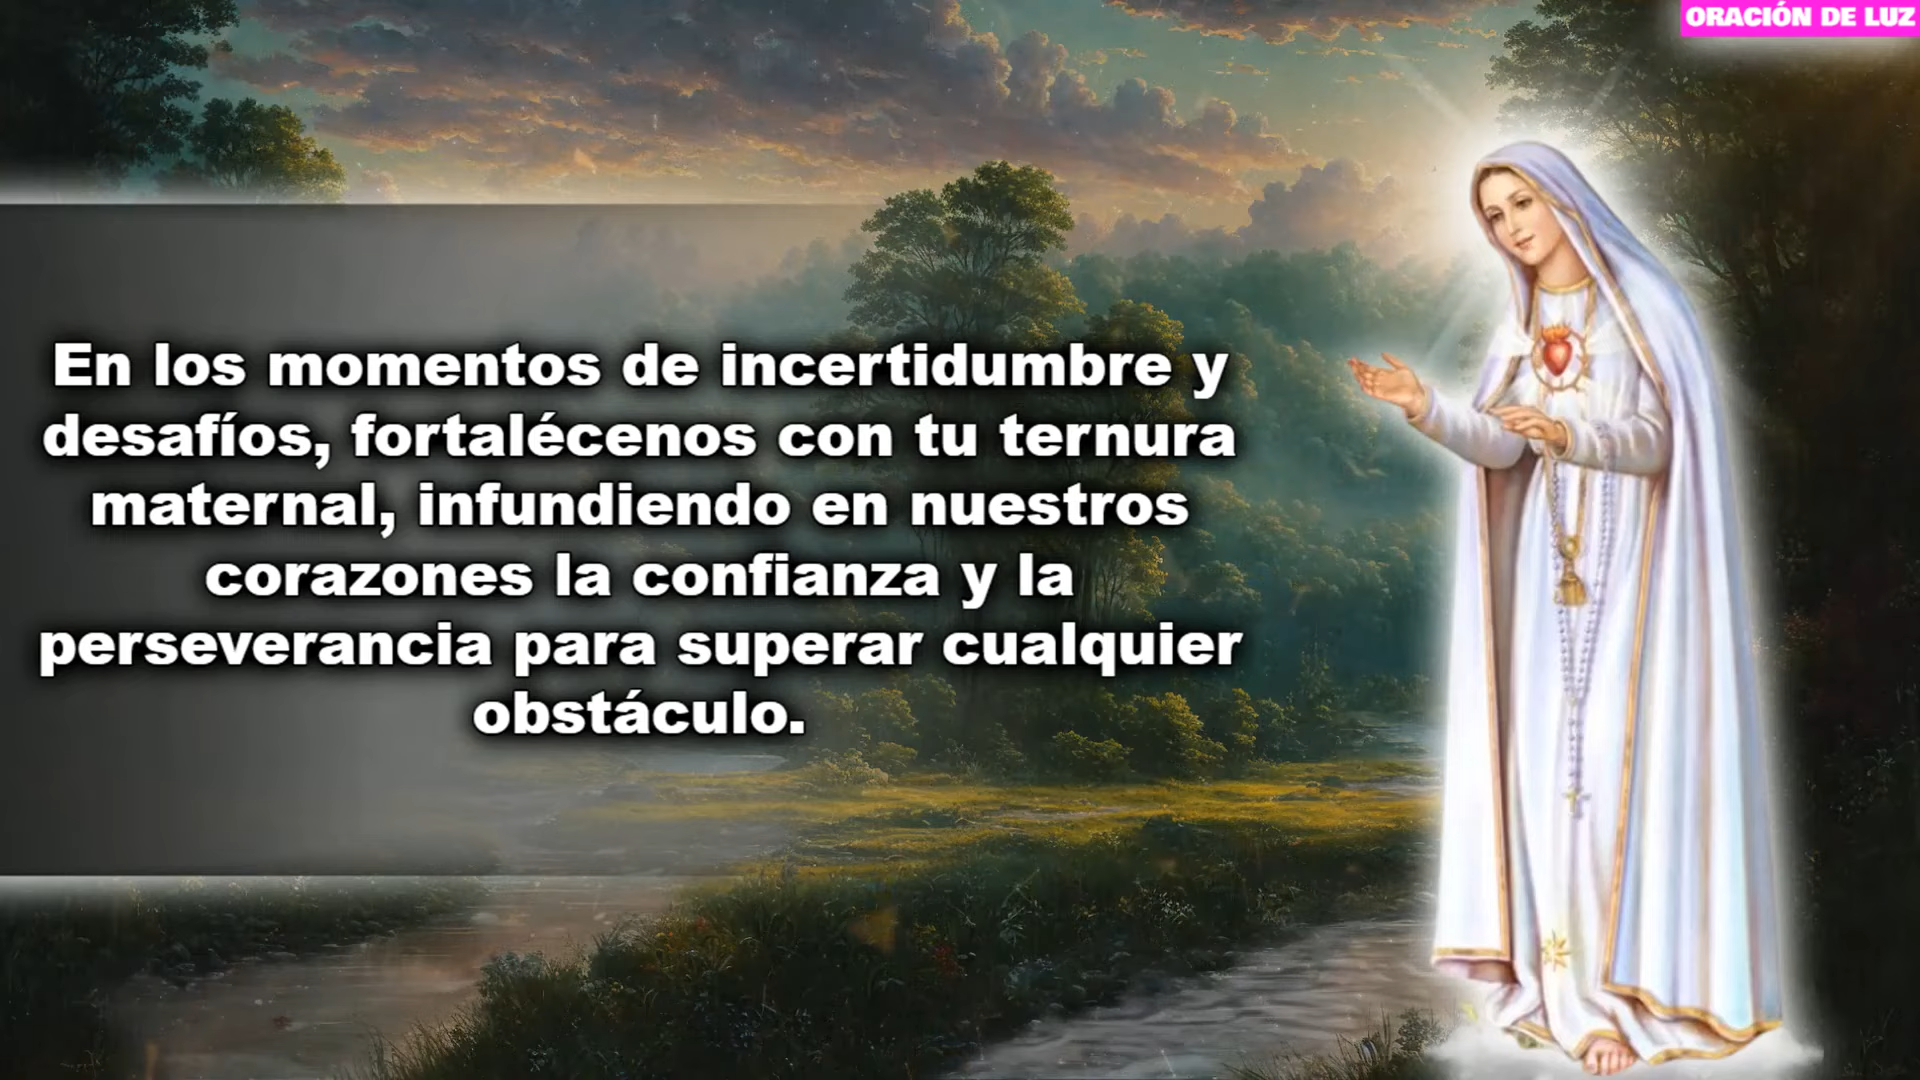 ORACIÓN DE LUZ
En los momentos de incertidumbre y
desafíos, fortalécenos con tu ternura
maternal, infundiendo en nuestros
corazones la confianza y la
perseverancia para superar cualquier
obstáculo.